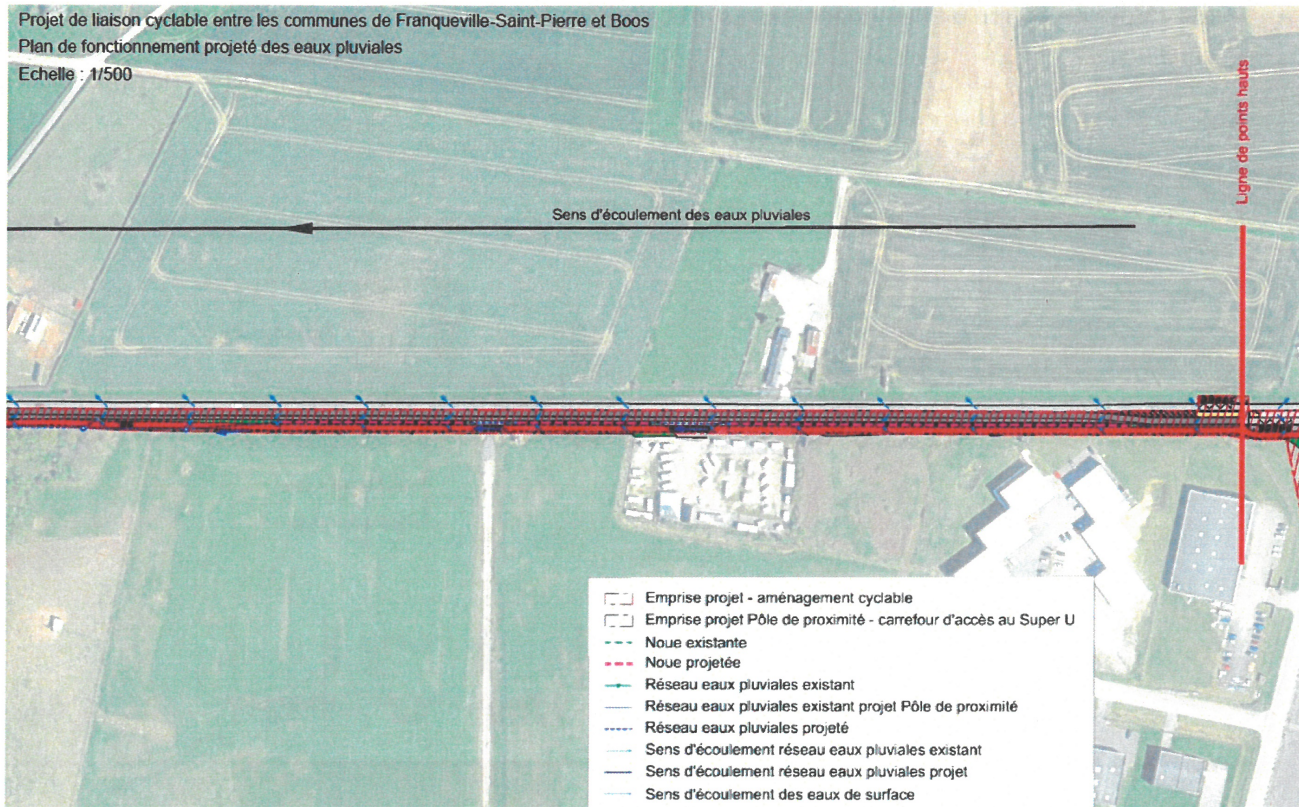 Projet de liaison cyclable entre les communes de Franqueville-Saint-Pierre et Boos
Plan de fonctionnement projeté des eaux pluviales
Echelle : 1/500
Ligne de points hauts
Sens d'écoulement des eaux pluviales
Emprise projet - aménagement cyclable
Emprise projet Pôle de proximité - carrefour d'accès au Super U
Noue existante
Noue projetée
Réseau eaux pluviales existant
Réseau eaux pluviales existant projet Pôle de proximité
Réseau eaux pluviales projeté
Sens d'écoulement réseau eaux pluviales existant
Sens d'écoulement réseau eaux pluviales projet
Sens d'écoulement des eaux de surface